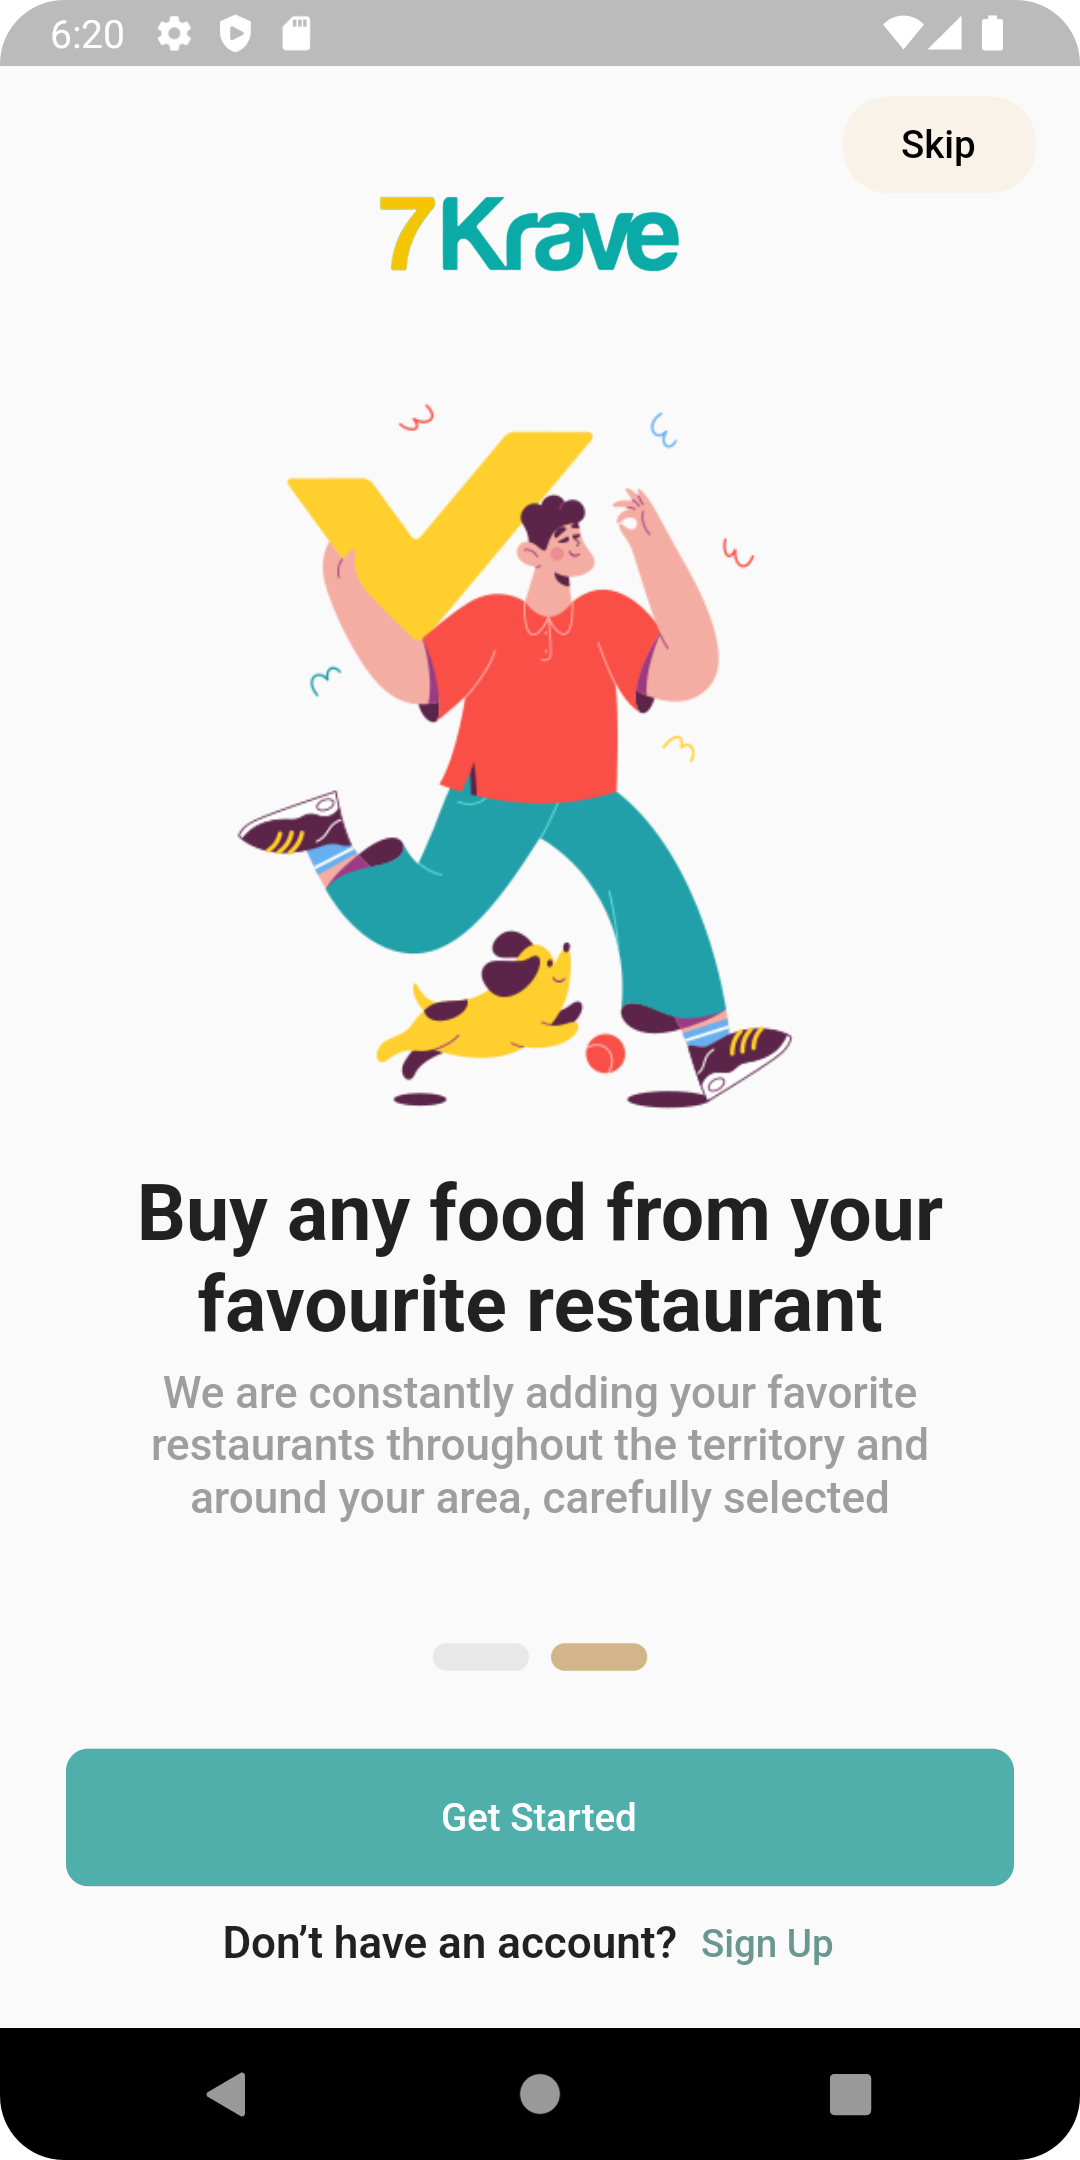 6:20
Skip
7Krave
Buy any food from your
favourite restaurant
We are constantly adding your favorite
restaurants throughout the territory and
around your area, carefully selected
Get Started
Don’t have an account? Sign Up